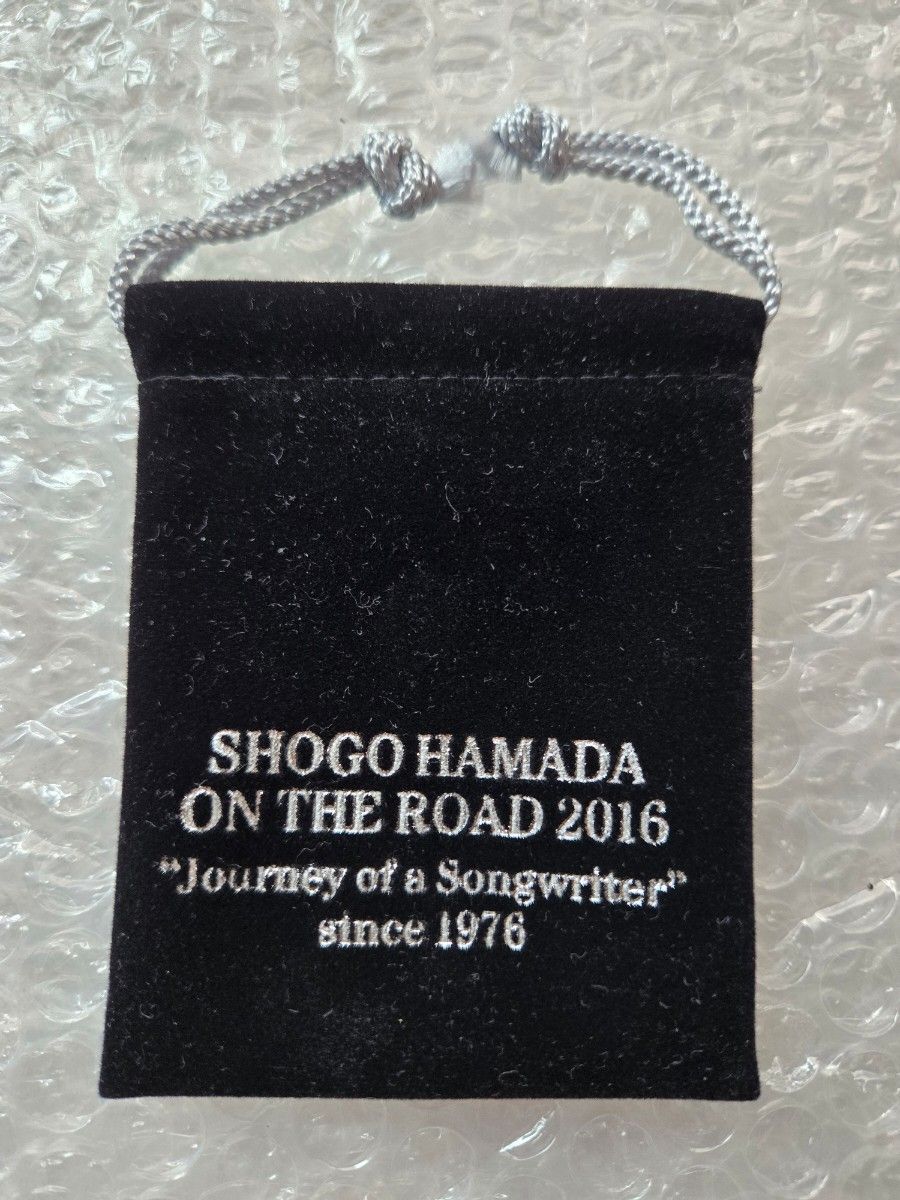 SHOGO HAMADA
ON THE ROAD 2016
"Journey of a Songwriter"
since 1976